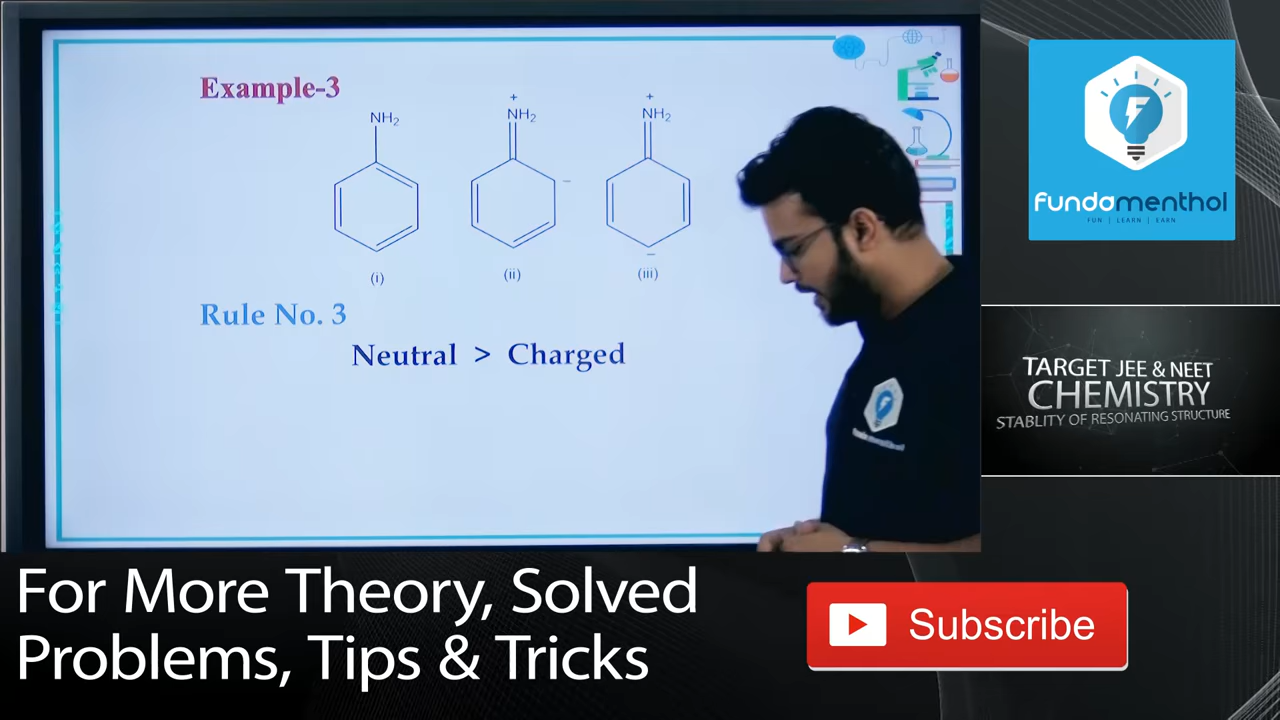 Example-3
NH2
+
NH2
−
+
NH2
−
(i)
(ii)
(iii)
Rule No. 3
Neutral > Charged
Fundamenthol
FUN | LEARN | EARN
TARGET JEE & NEET
CHEMISTRY
STABLITY OF RESONATING STRUCTURE
For More Theory, Solved
Problems, Tips & Tricks
Subscribe